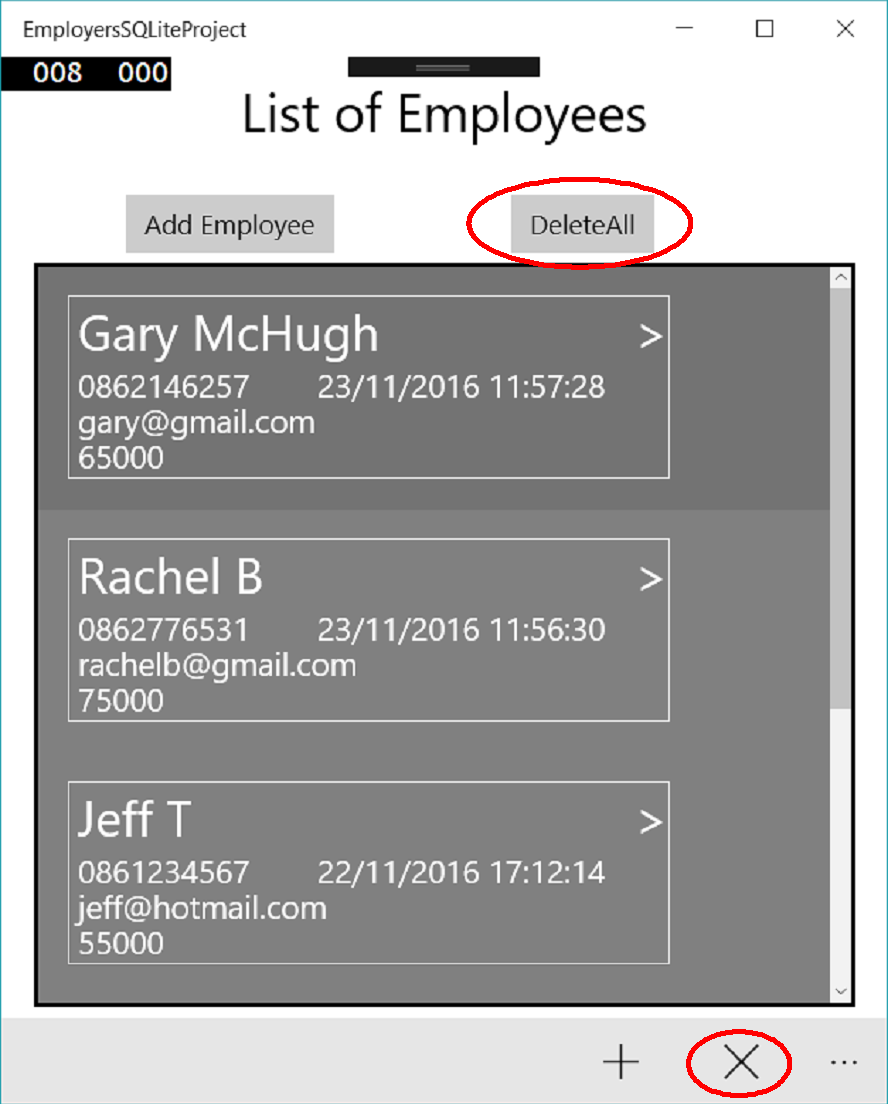 EmployersSQLiteProject
008 000
List of Employees
Add Employee DeleteAll
Gary McHugh >
0862146257 23/11/2016 11:57:28
gary@gmail.com
65000
Rachel B >
0862776531 23/11/2016 11:56:30
rachelb@gmail.com
75000
Jeff T >
0861234567 22/11/2016 17:12:14
jeff@hotmail.com
55000